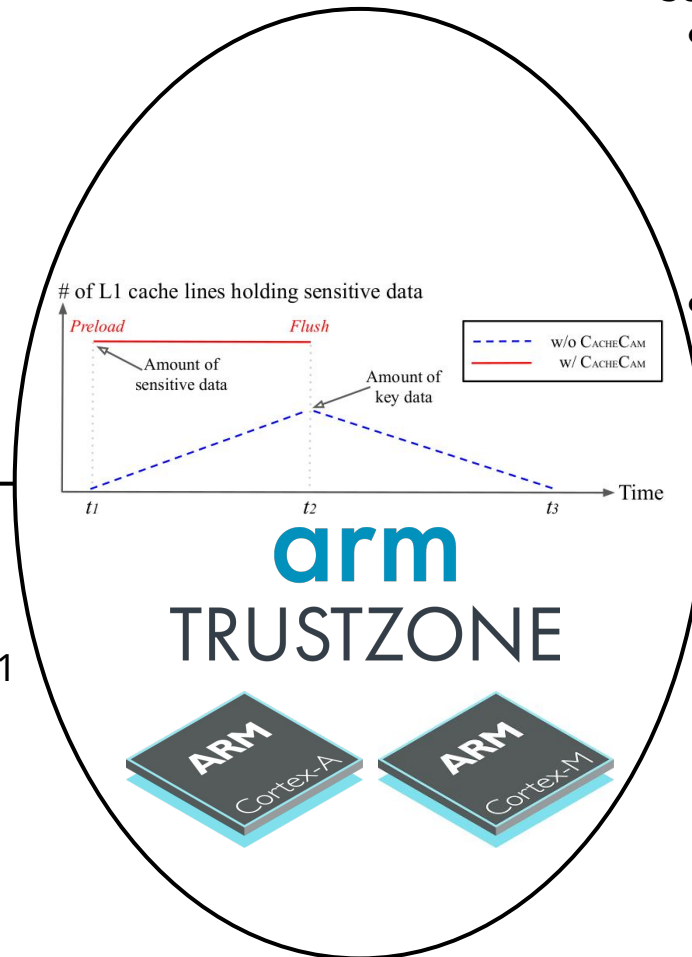 # of L1 cache lines holding sensitive data
Preload
Flush
w/o CACHECAM
w/ CACHECAM
Amount of
sensitive data
Amount of
key data
Time
t1
t2
t3
arm
TRUSTZONE
1
ARM
Cortex-A
ARM
Cortex-M